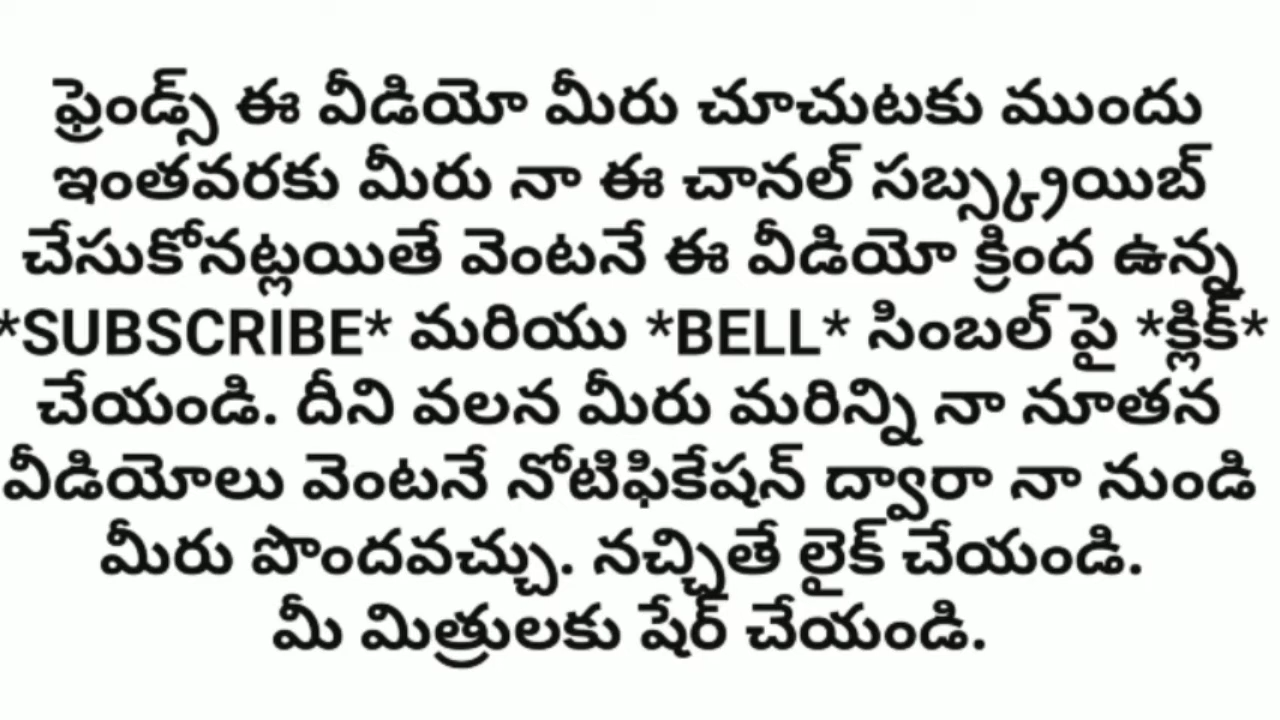 ఫ్రెండ్స్ ఈ వీడియో మీరు చూచుటకు ముందు
ఇంతవరకు మీరు నా ఈ చానల్ సబ్స్క్రయిబ్
చేసుకోనట్లయితే వెంటనే ఈ వీడియో క్రింద ఉన్న
*SUBSCRIBE* మరియు *BELL* సింబల్ పై *క్లిక్*
చేయండి. దీని వలన మీరు మరిన్ని నా నూతన
వీడియోలు వెంటనే నోటిఫికేషన్ ద్వారా నా నుండి
మీరు పొందవచ్చు. నచ్చితే లైక్ చేయండి.
మీ మిత్రులకు షేర్ చేయండి.